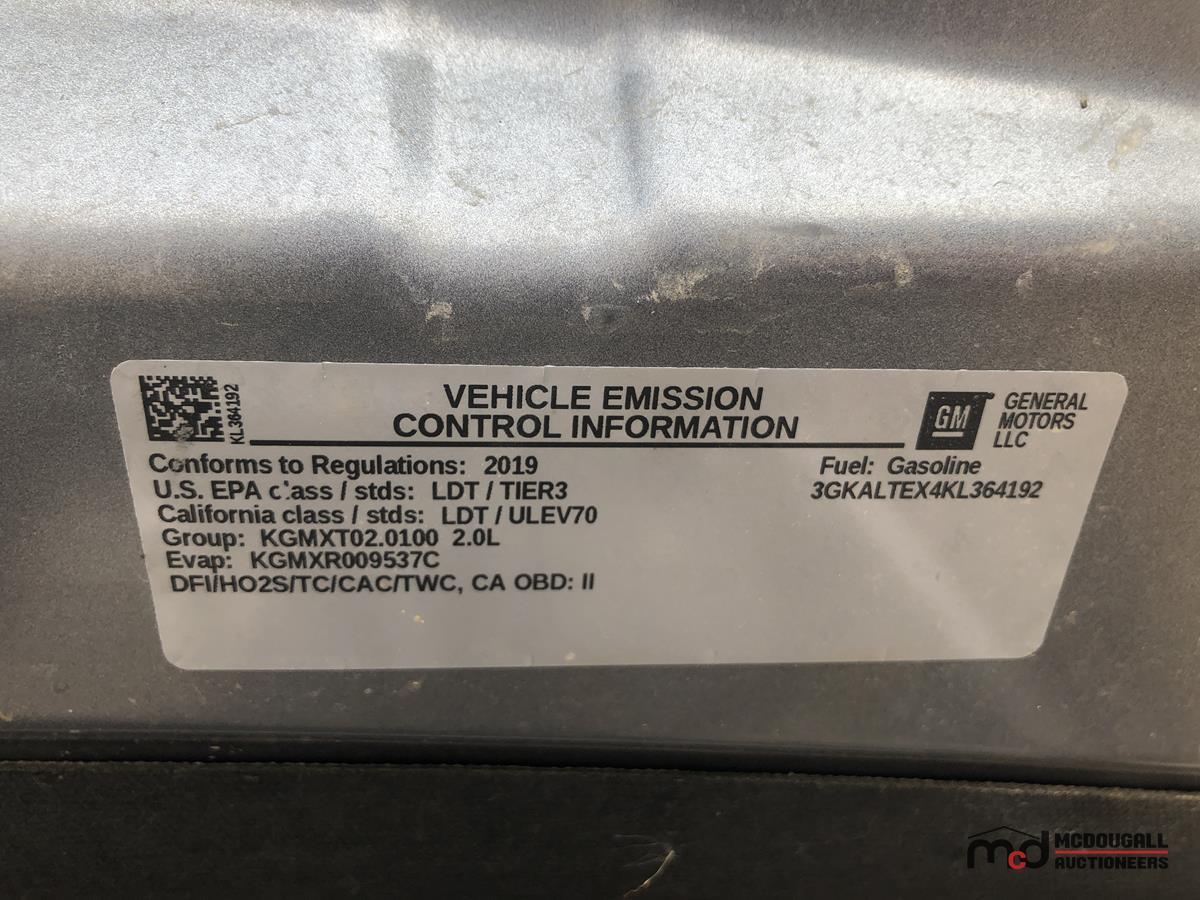 KL364192
VEHICLE EMISSION
CONTROL INFORMATION
GM
GENERAL
MOTORS
LLC
Conforms to Regulations: 2019
U.S. EPA class / stds: LDT / TIER3
California class / stds: LDT / ULEV70
Group: KGMXT02.0100 2.0L
Evap: KGMXR009537C
DFI/HO2S/TC/CAC/TWC, CA OBD: II
Fuel: Gasoline
3GKALTEX4KL364192
mcd
MCDOUGALL
AUCTIONEERS